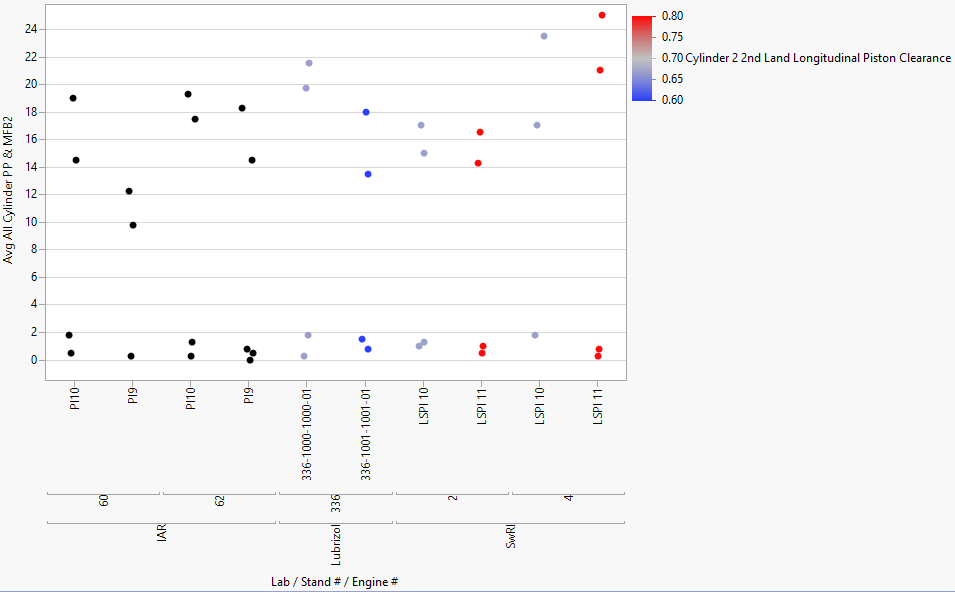 24
22
20
18
16
14
12
10
8
6
4
2
0
Avg All Cylinder PP & MFB2
0.80
0.75
0.70
0.65
0.60
Cylinder 2 2nd Land Longitudinal Piston Clearance
PI10
PI9
PI10
PI9
336-1000-1000-01
336-1001-1001-01
LSPI 10
LSPI 11
LSPI 10
LSPI 11
60
62
336
2
4
IAR
Lubrizol
SwRI
Lab / Stand # / Engine #